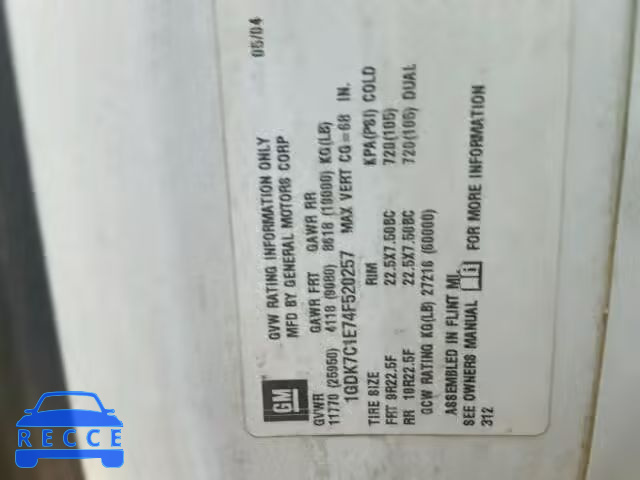 05/04
GVW RATING INFORMATION ONLY
MFD BY GENERAL MOTORS CORP
GM
GVWR GAWR FRT GAWR RR
11770 (25950) 4118 (9080) 8618 (19000) KG(LB)
1GDK7C1E74F520257 MAX VERT CG=68 IN.
TIRE SIZE RIM KPA(PSI) COLD
FRT 9R22.5F 22.5X7.50BC 720(105)
RR 10R22.5F 22.5X7.50BC 720(105) DUAL
GCW RATING KG(LB) 27216 (60000)
ASSEMBLED IN FLINT MI.
SEE OWNERS MANUAL FOR MORE INFORMATION
312
RECCE